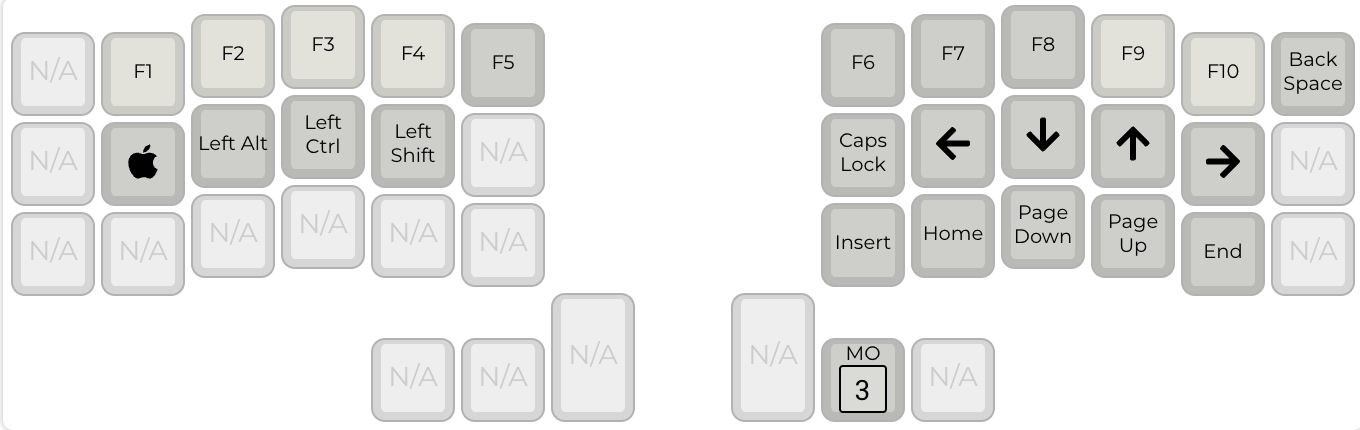 N/A
F1
F2
F3
F4
F5
F6
F7
F8
F9
F10
Back
Space
N/A
Left Alt
Left
Ctrl
Left
Shift
N/A
Caps
Lock
N/A
N/A
N/A
N/A
N/A
N/A
N/A
Insert
Home
Page
Down
Page
Up
End
N/A
N/A
N/A
N/A
N/A
MO
3
N/A